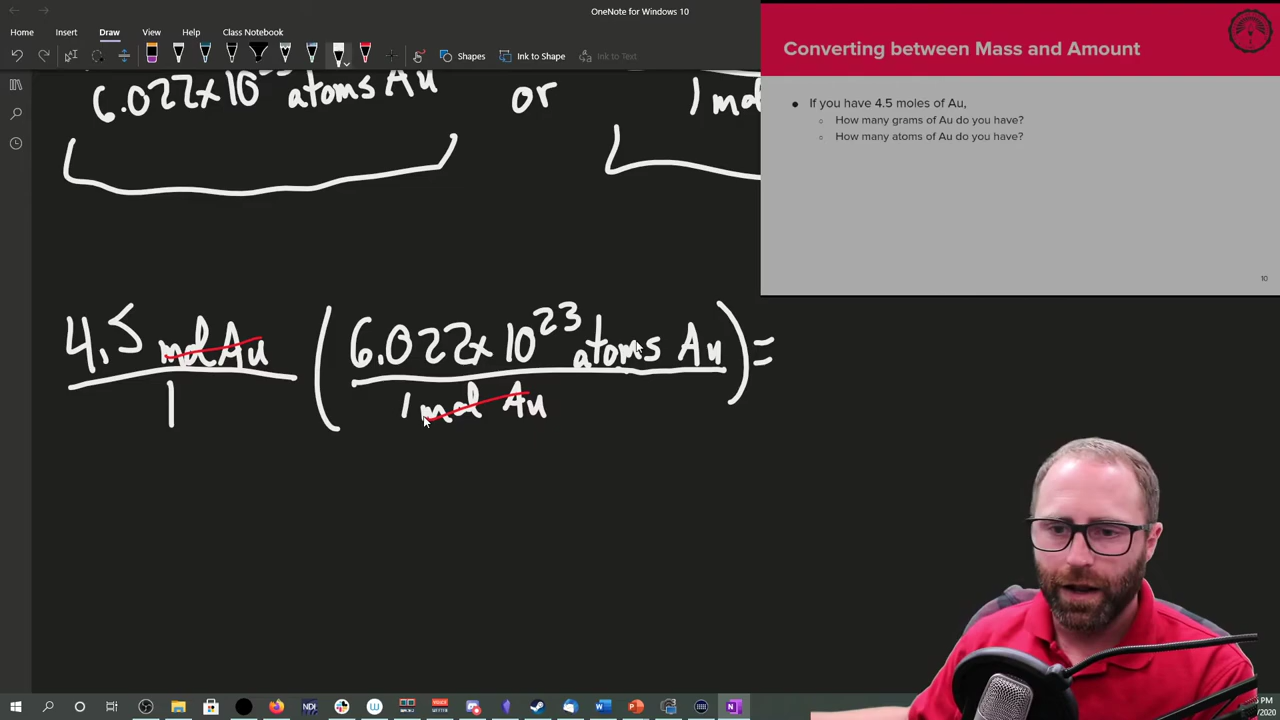 OneNote for Windows 10
Home Insert Draw View Help Class Notebook
Shapes Ink to Shape Ink to Text
6.022x10 atoms Au or 1 mol
Converting between Mass and Amount
If you have 4.5 moles of Au,
How many grams of Au do you have?
How many atoms of Au do you have?
10
4.5 mol Au (6.022x10^23 atoms Au) =
1 1 mol Au